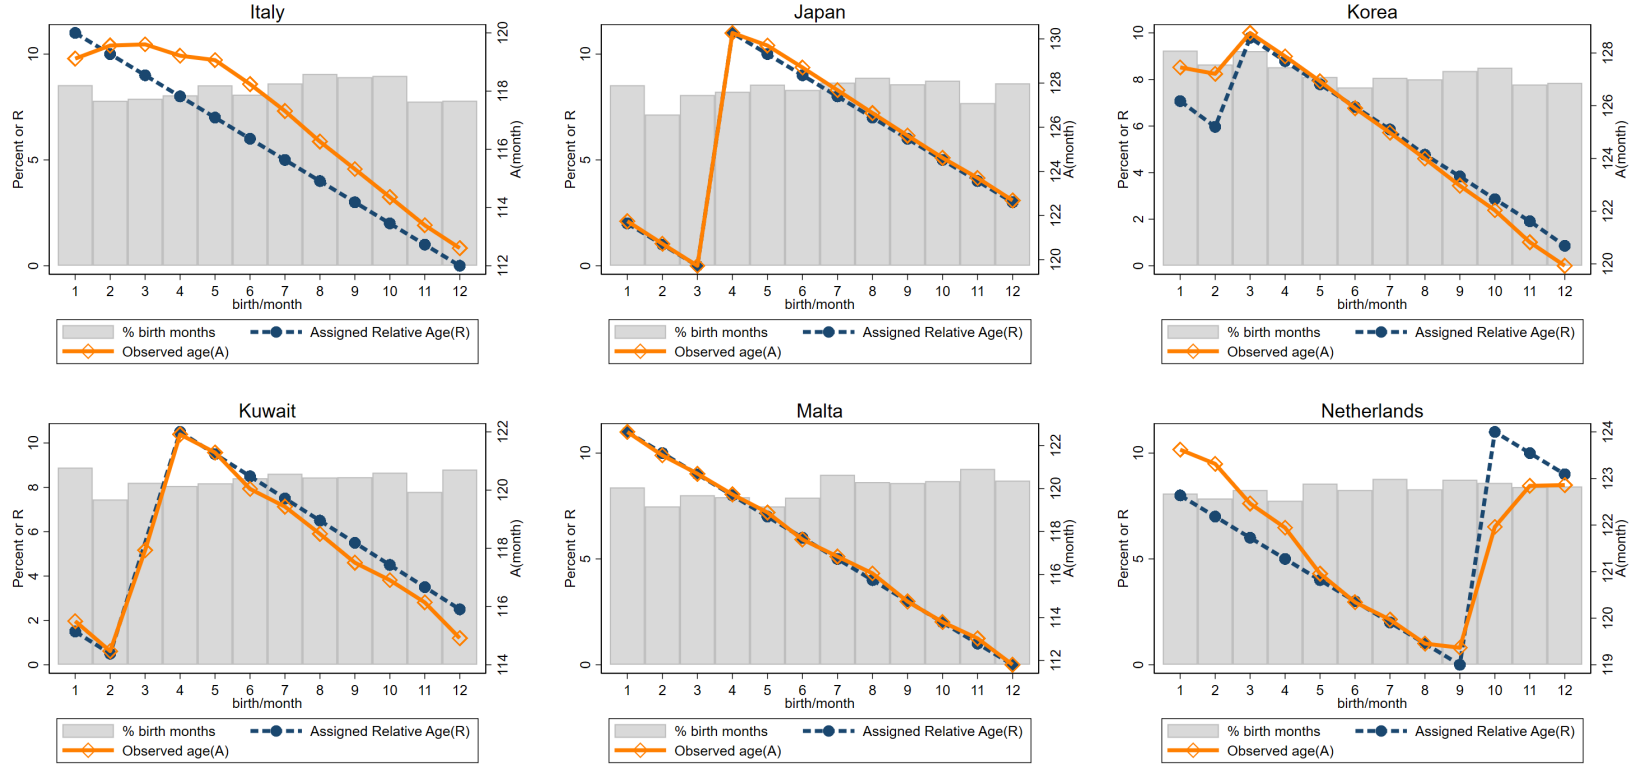 Italy
Percent or R
0
5
10
112
114
116
118
120
A(month)
1 2 3 4 5 6 7 8 9 10 11 12
birth/month
% birth months
Assigned Relative Age(R)
Observed age(A)
Japan
Percent or R
0
5
10
120
122
124
126
128
130
A(month)
1 2 3 4 5 6 7 8 9 10 11 12
birth/month
% birth months
Assigned Relative Age(R)
Observed age(A)
Korea
Percent or R
0
2
4
6
8
10
120
122
124
126
128
A(month)
1 2 3 4 5 6 7 8 9 10 11 12
birth/month
% birth months
Assigned Relative Age(R)
Observed age(A)
Kuwait
Percent or R
0
2
4
6
8
10
114
116
118
120
122
A(month)
1 2 3 4 5 6 7 8 9 10 11 12
birth/month
% birth months
Assigned Relative Age(R)
Observed age(A)
Malta
Percent or R
0
5
10
112
114
116
118
120
122
A(month)
1 2 3 4 5 6 7 8 9 10 11 12
birth/month
% birth months
Assigned Relative Age(R)
Observed age(A)
Netherlands
Percent or R
0
5
10
119
120
121
122
123
124
A(month)
1 2 3 4 5 6 7 8 9 10 11 12
birth/month
% birth months
Assigned Relative Age(R)
Observed age(A)